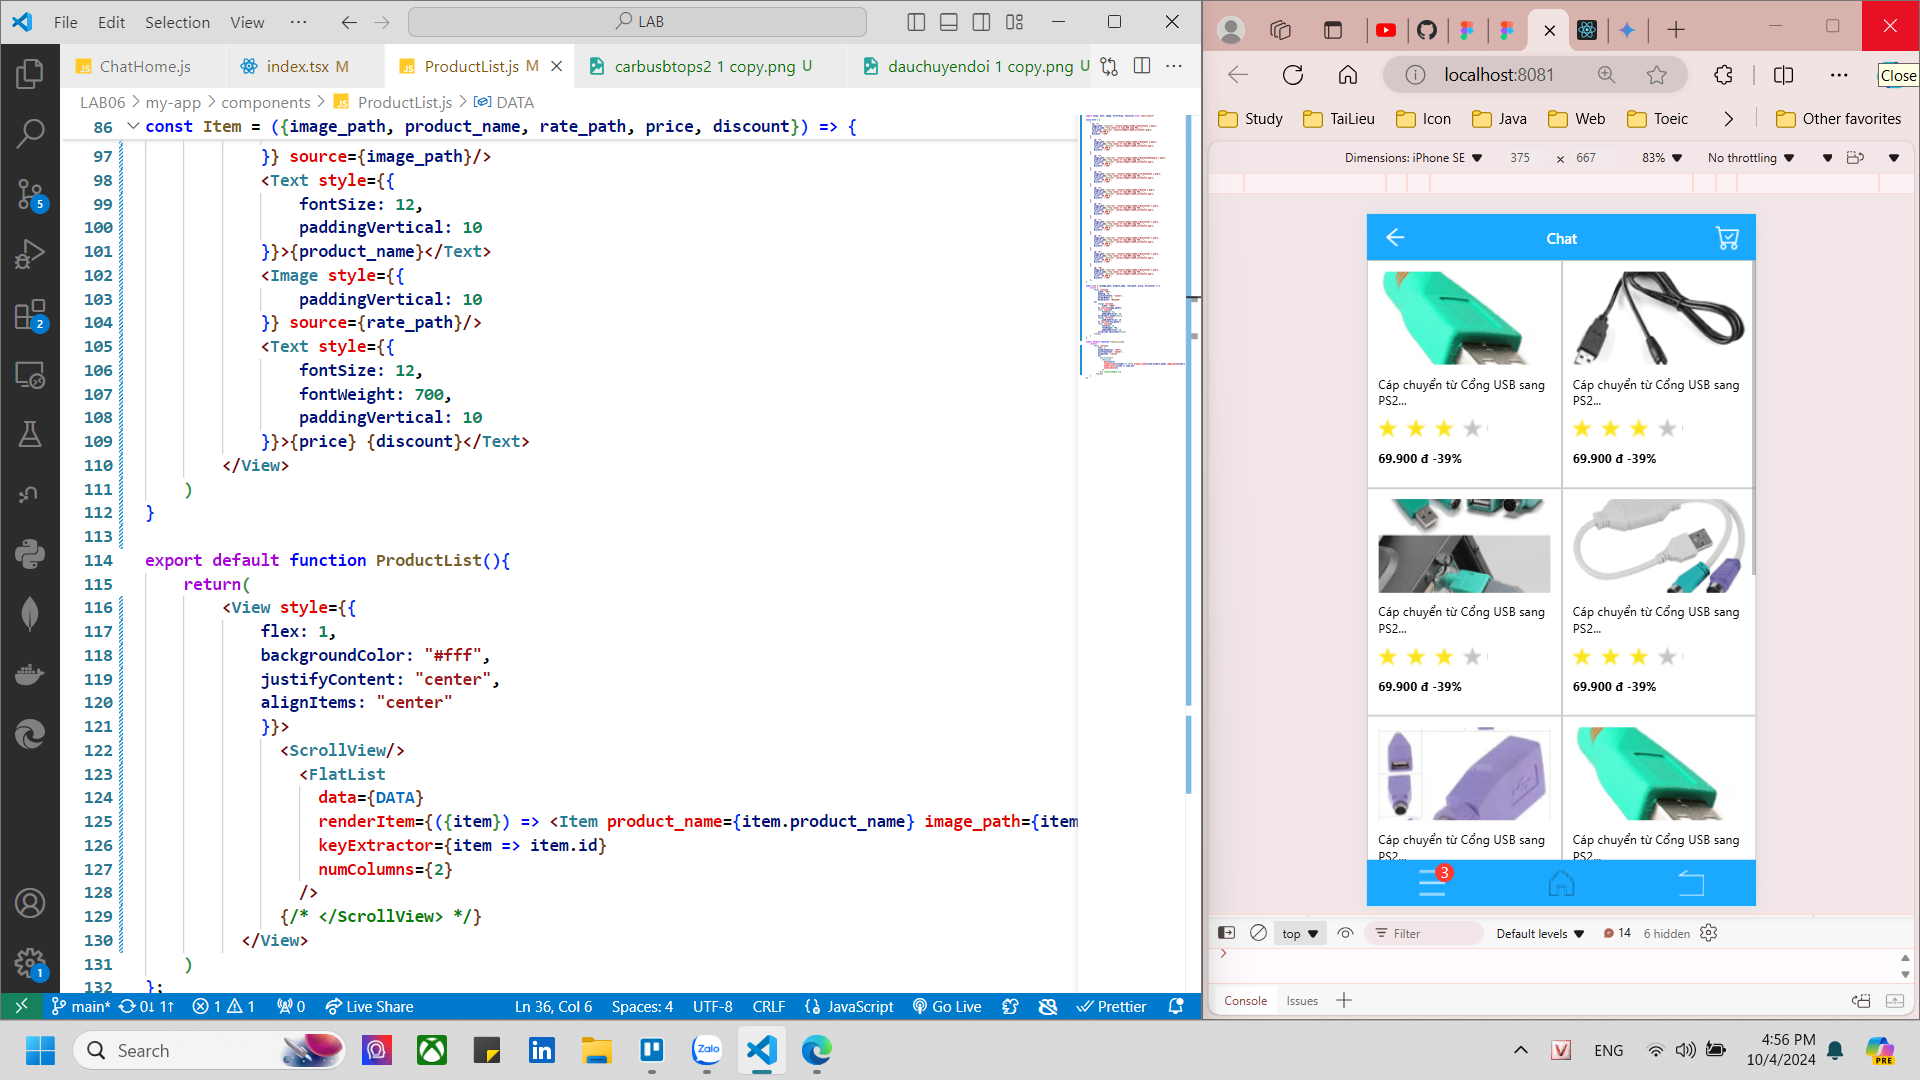 File Edit Selection View ··· LAB
ChatHome.js index.tsx M ProductList.js M carbusbtops2 1 copy.png U dauchuyendoi 1 copy.png U
LAB06 > my-app > components > ProductList.js > DATA
86 const Item = ({image_path, product_name, rate_path, price, discount}) => {
97 }} source={image_path}/>
98 <Text style={{
99 fontSize: 12,
100 paddingVertical: 10
101 }}>{product_name}</Text>
102 <Image style={{
103 paddingVertical: 10
104 }} source={rate_path}/>
105 <Text style={{
106 fontSize: 12,
107 fontWeight: 700,
108 paddingVertical: 10
109 }}>{price} {discount}</Text>
110 </View>
111 )
112 }
113
114 export default function ProductList(){
115 return(
116 <View style={{
117 flex: 1,
118 backgroundColor: "#fff",
119 justifyContent: "center",
120 alignItems: "center"
121 }}>
122 <ScrollView/>
123 <FlatList
124 data={DATA}
125 renderItem={({item}) => <Item product_name={item.product_name} image_path={item
126 keyExtractor={item => item.id}
127 numColumns={2}
128 />
129 {/* </ScrollView> */}
130 </View>
131 )
132 };
5
2
1
main* 0↓ 1↑ 1 1 0 Live Share Ln 36, Col 6 Spaces: 4 UTF-8 CRLF JavaScript Go Live Prettier
localhost:8081
Close
Study TaiLieu Icon Java Web Toeic Other favorites
Dimensions: iPhone SE 375 × 667 83% No throttling
Chat
Cáp chuyển từ Cổng USB sang PS2...
69.900 đ -39%
Cáp chuyển từ Cổng USB sang PS2...
69.900 đ -39%
Cáp chuyển từ Cổng USB sang PS2...
69.900 đ -39%
Cáp chuyển từ Cổng USB sang PS2...
69.900 đ -39%
Cáp chuyển từ Cổng USB sang PS2...
Cáp chuyển từ Cổng USB sang PS2...
3
top Filter Default levels 14 6 hidden
Console Issues
Search Zalo ENG 4:56 PM
10/4/2024 PRE